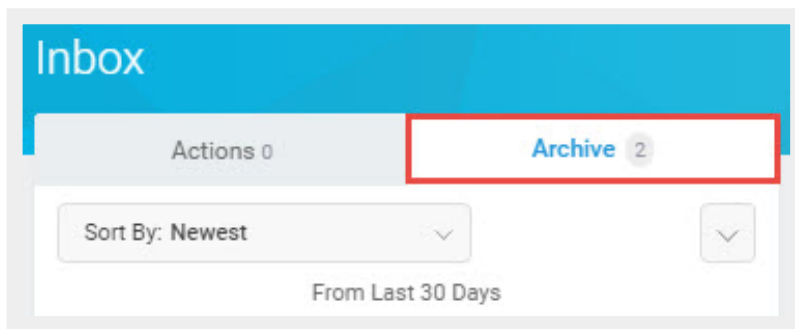 Inbox
Actions 0
Archive 2
Sort By: Newest
From Last 30 Days